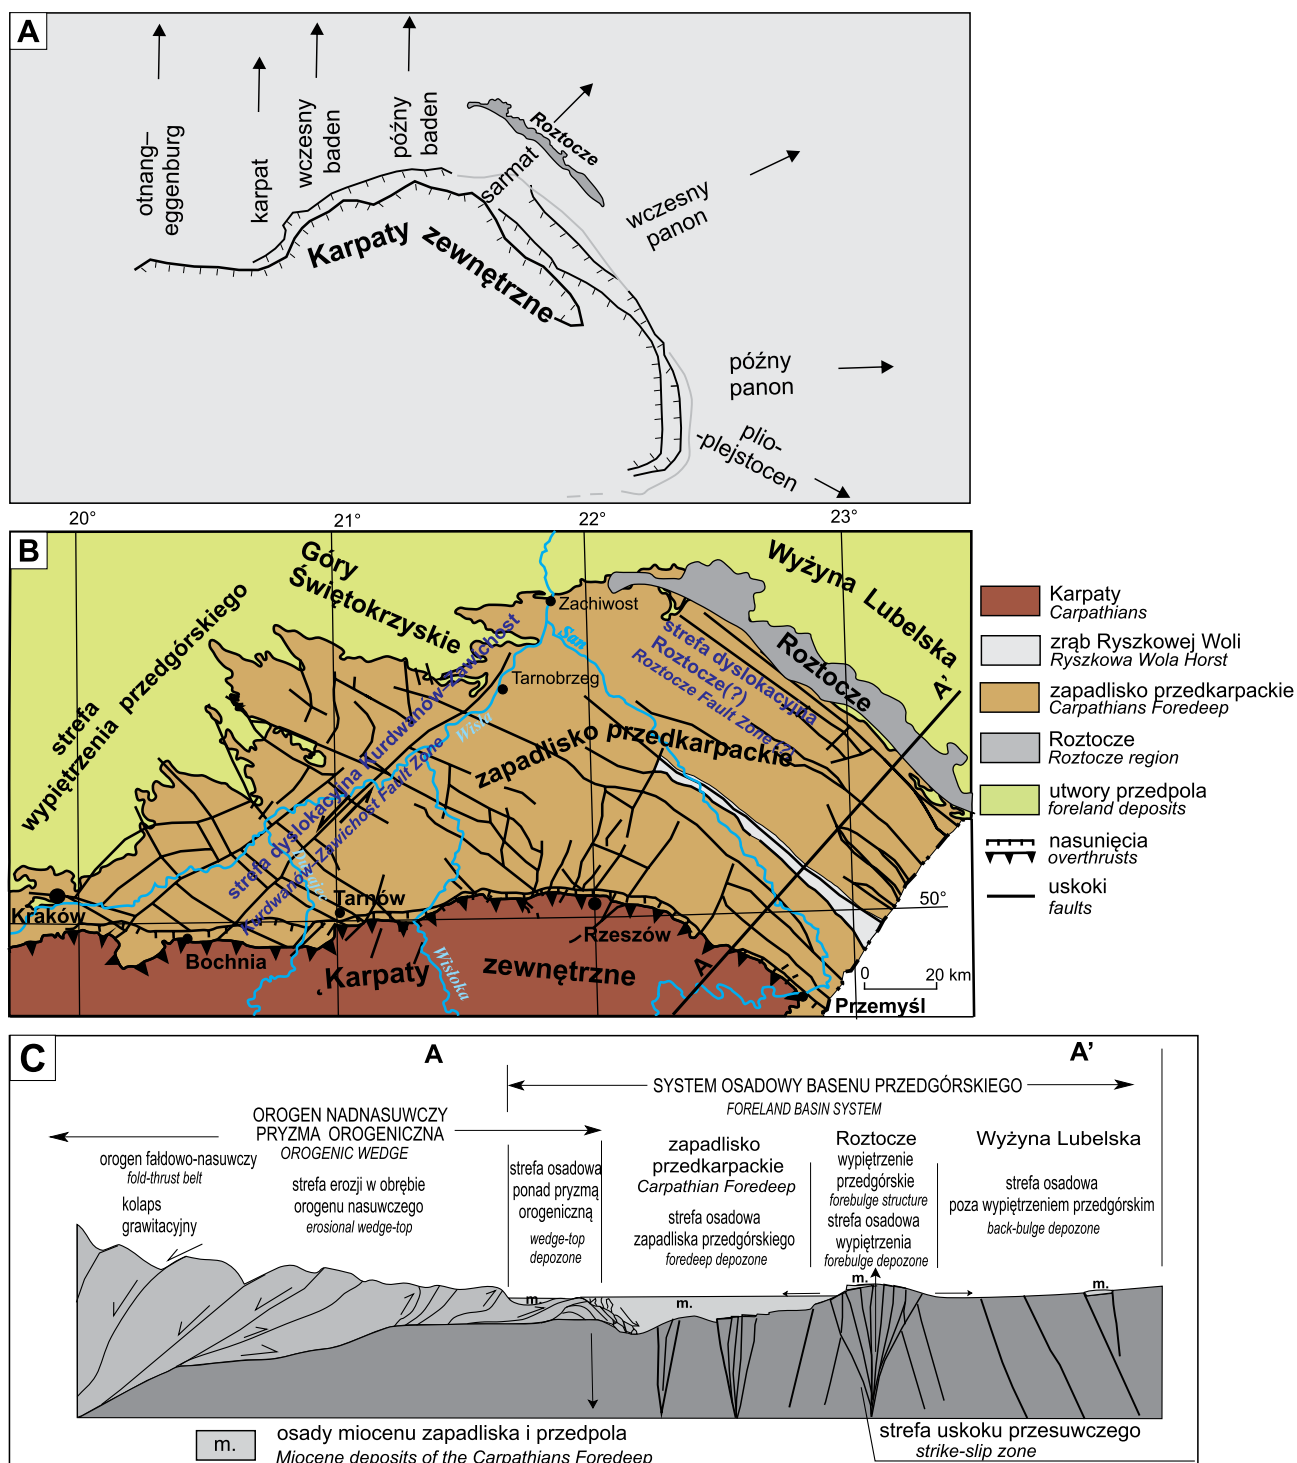 A
otnang–
eggenburg
karpat
wczesny
baden
późny
baden
Roztocze
sarmat
wczesny
panon
Karpaty zewnętrzne
późny
panon
plio-
-plejstocen
20°
21°
22°
23°
B
Góry
Świętokrzyskie
Wyżyna Lubelska
strefa
wypiętrzenia przedgórskiego
Zachiwost
San
Tarnobrzeg
Wisła
strefa dyslokacyjna
Roztocze(?)
Roztocze Fault Zone (?)
Roztocze
A’
zapadlisko przedkarpackie
strefa dyslokacyjna Kurdwanów–Zawichost
Kurdwanów–Zawichost Fault Zone
Kraków
Tarnów
Bochnia
Rzeszów
50°
Karpaty zewnętrzne
Wisłoka
A
0 20 km
Przemyśl
Karpaty
Carpathians
zrąb Ryszkowej Woli
Ryszkowa Wola Horst
zapadlisko przedkarpackie
Carpathians Foredeep
Roztocze
Roztocze region
utwory przedpola
foreland deposits
nasunięcia
overthrusts
uskoki
faults
C
A
A’
SYSTEM OSADOWY BASENU PRZEDGÓRSKIEGO
FORELAND BASIN SYSTEM
OROGEN NADNASUWCZY
PRYZMA OROGENICZNA
OROGENIC WEDGE
orogen fałdowo-nasuwczy
fold-thrust belt
kolaps
grawitacyjny
strefa erozji w obrębie
orogenu nasuwczego
erosional wedge-top
strefa osadowa
ponad pryzmą
orogeniczną
wedge-top
depozone
zapadlisko
przedkarpackie
Carpathian Foredeep
strefa osadowa
zapadliska przedgórskiego
foredeep depozone
Roztocze
wypiętrzenie
przedgórskie
forebulge structure
strefa osadowa
wypiętrzenia
forebulge depozone
Wyżyna Lubelska
strefa osadowa
poza wypiętrzeniem przedgórskim
back-bulge depozone
m.
m.
m.
m.
m.
osady miocenu zapadliska i przedpola
Miocene deposits of the Carpathians Foredeep
strefa uskoku przesuwczego
strike-slip zone